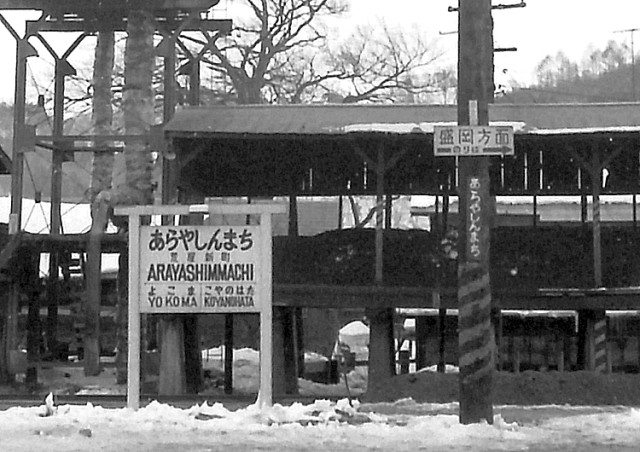 あらやしんまち
荒屋新町
ARAYASHIMMACHI
よこま
YOKOMA
こやのはた
KOYANOHATA
盛岡方面
のりば
あらやしんまち